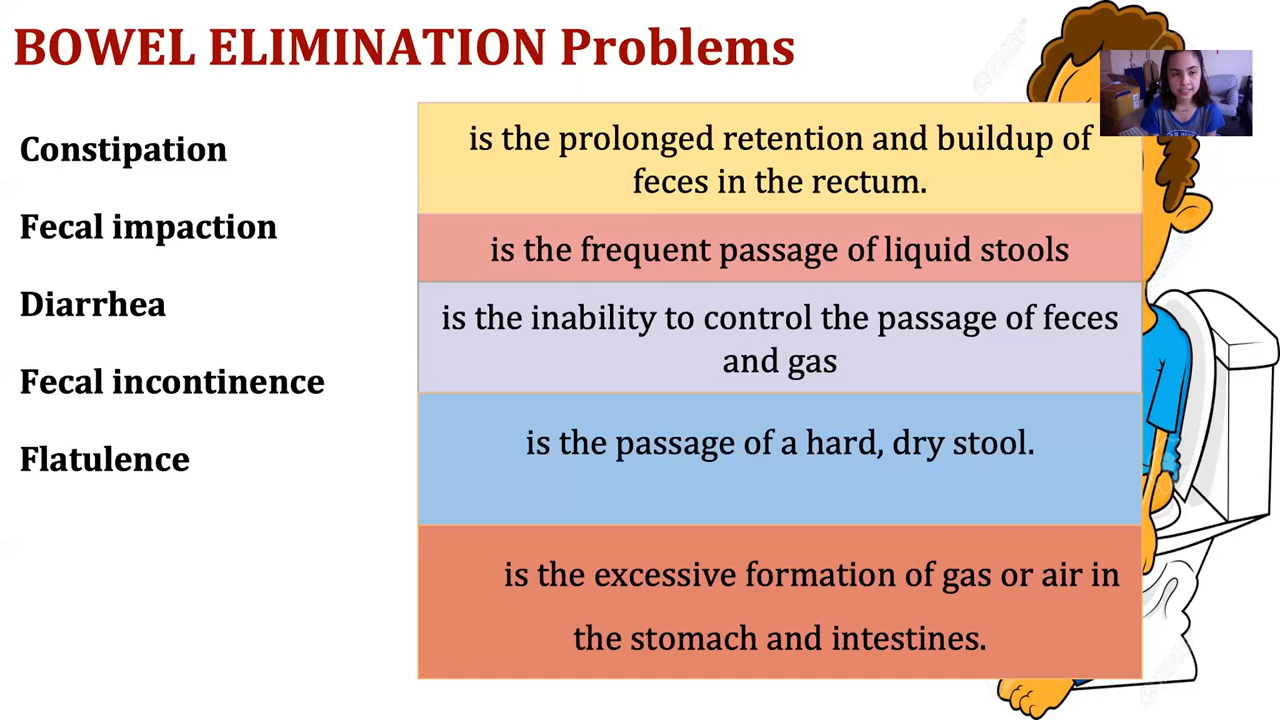 BOWEL ELIMINATION Problems
Constipation
Fecal impaction
Diarrhea
Fecal incontinence
Flatulence
is the prolonged retention and buildup of
feces in the rectum.
is the frequent passage of liquid stools
is the inability to control the passage of feces
and gas
is the passage of a hard, dry stool.
is the excessive formation of gas or air in
the stomach and intestines.